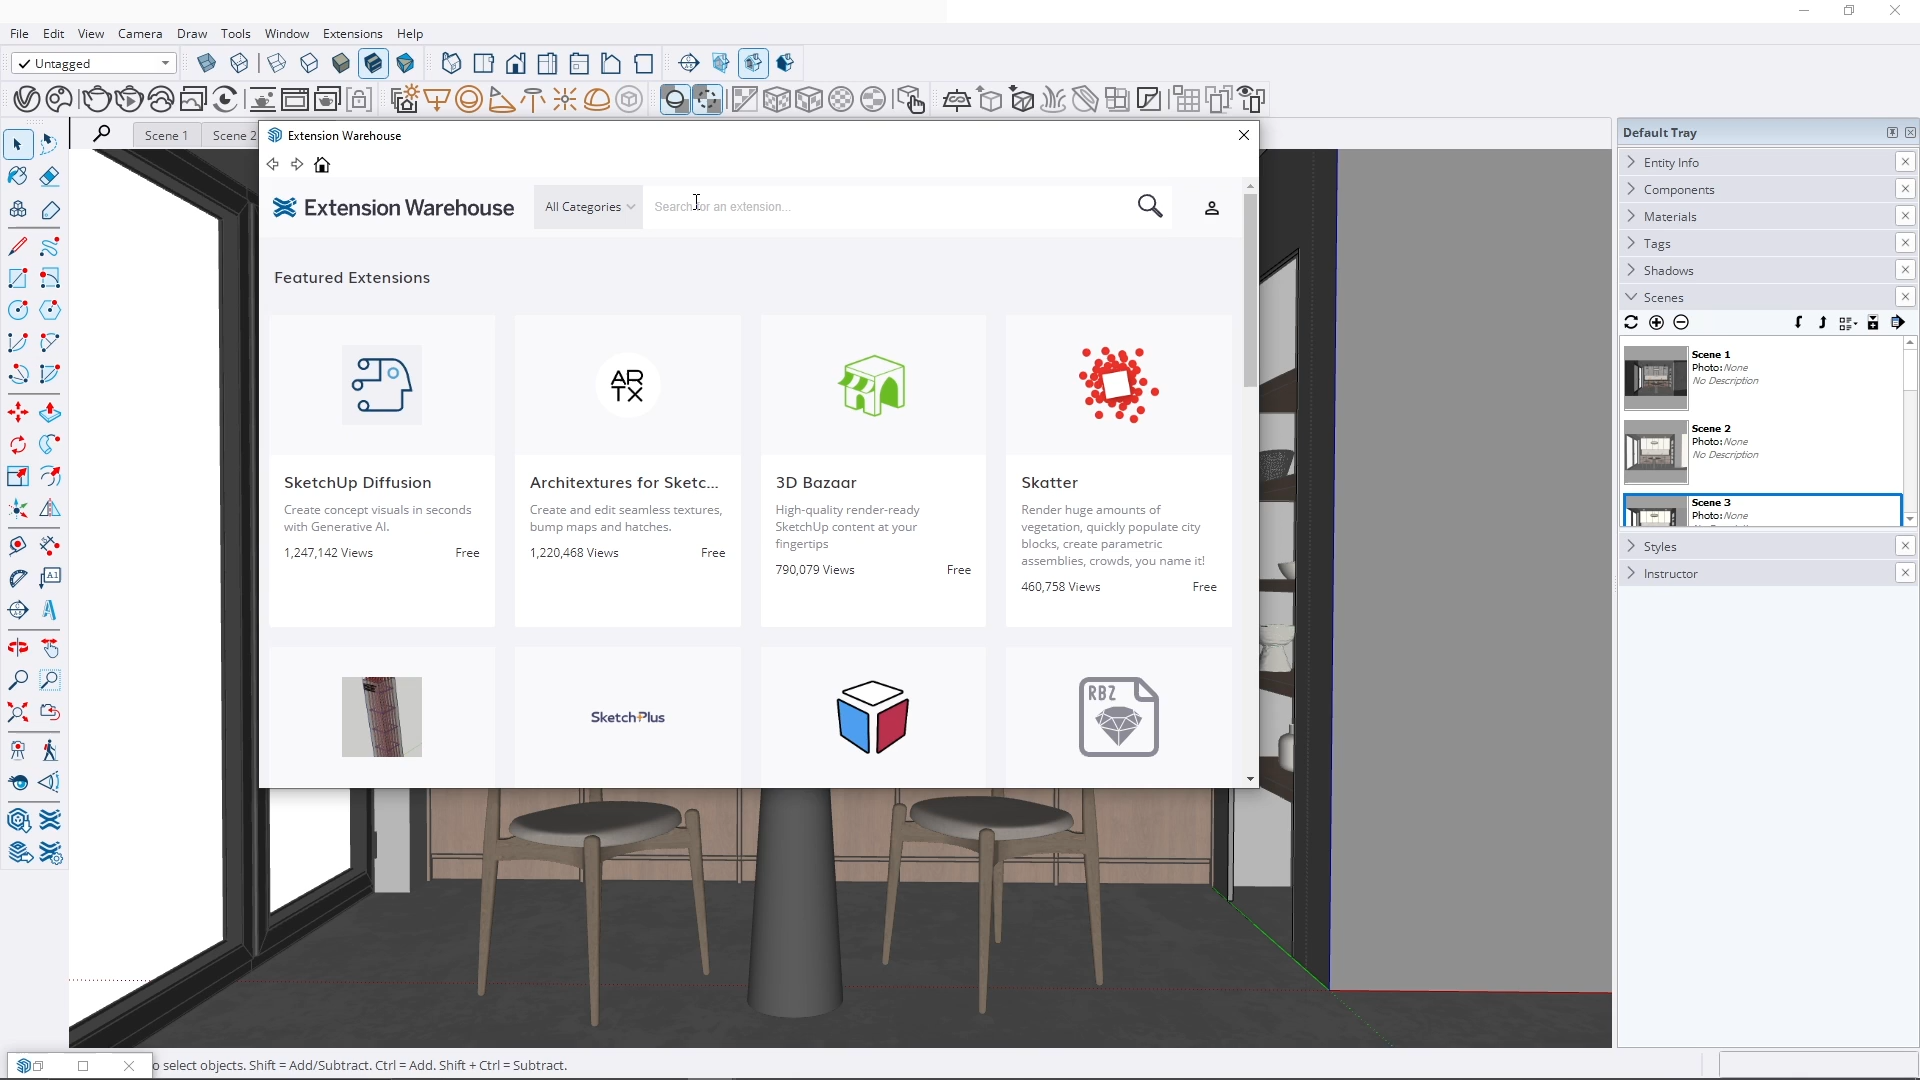 File Edit View Camera Draw Tools Window Extensions Help
Untagged
Scene 1 Scene 2
Extension Warehouse
Extension Warehouse
All Categories
Search for an extension...
Featured Extensions
AR
TX
SketchUp Diffusion
Create concept visuals in seconds
with Generative AI.
1,247,142 Views Free
Architextures for Sketc...
Create and edit seamless textures,
bump maps and hatches.
1,220,468 Views Free
3D Bazaar
High-quality render-ready
SketchUp content at your
fingertips
790,079 Views Free
Skatter
Render huge amounts of
vegetation, quickly populate city
blocks, create parametric
assemblies, crowds, you name it!
460,758 Views Free
SketchPlus
RBZ
Default Tray
Entity Info
Components
Materials
Tags
Shadows
Scenes
Scene 1
Photo: None
No Description
Scene 2
Photo: None
No Description
Scene 3
Photo: None
Styles
Instructor
o select objects. Shift = Add/Subtract. Ctrl = Add. Shift + Ctrl = Subtract.